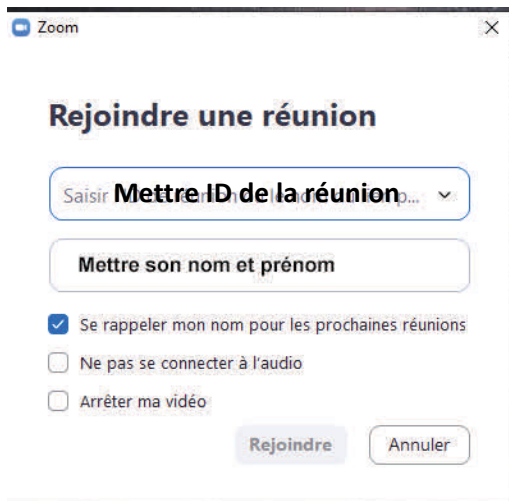 Zoom
Rejoindre une réunion
Saisir Mettre ID de la réunion p...
Mettre son nom et prénom
Se rappeler mon nom pour les prochaines réunions
Ne pas se connecter à l'audio
Arrêter ma vidéo
Rejoindre Annuler